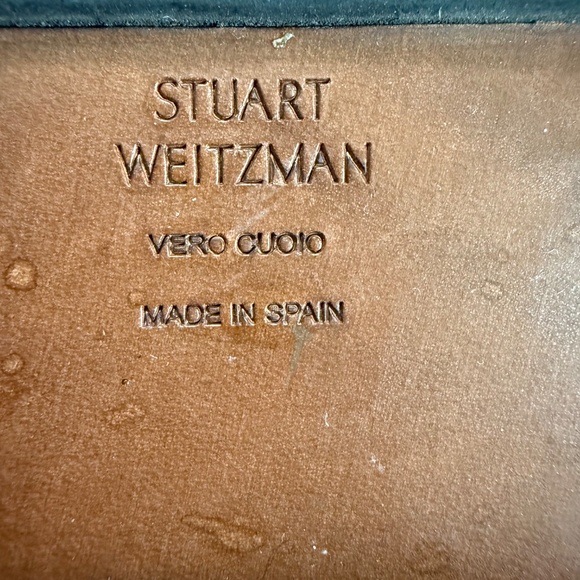 STUART
WEITZMAN
VERO CUOIO
MADE IN SPAIN